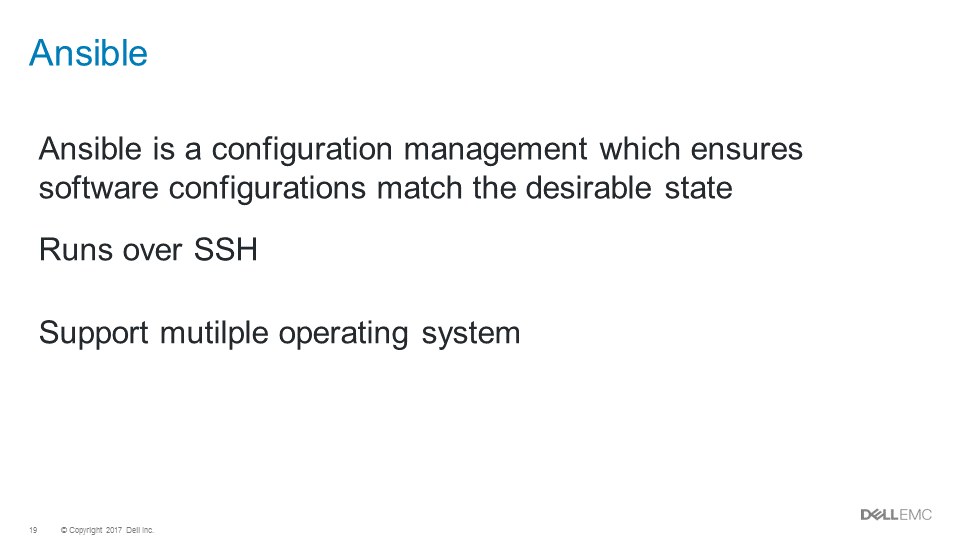 Ansible
Ansible is a configuration management which ensures
software configurations match the desirable state
Runs over SSH
Support mutilple operating system
DELLEMC
19 © Copyright 2017 Dell Inc.